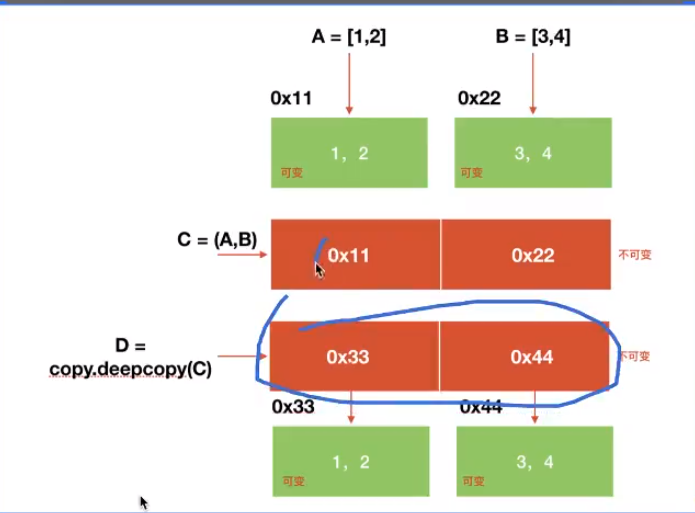 A = [1,2]
B = [3,4]
0x11
0x22
1, 2
3, 4
可变
可变
C = (A,B)
0x11
0x22
不可变
D =
copy.deepcopy(C)
0x33
0x44
不可变
0x33
0x44
1, 2
3, 4
可变
可变